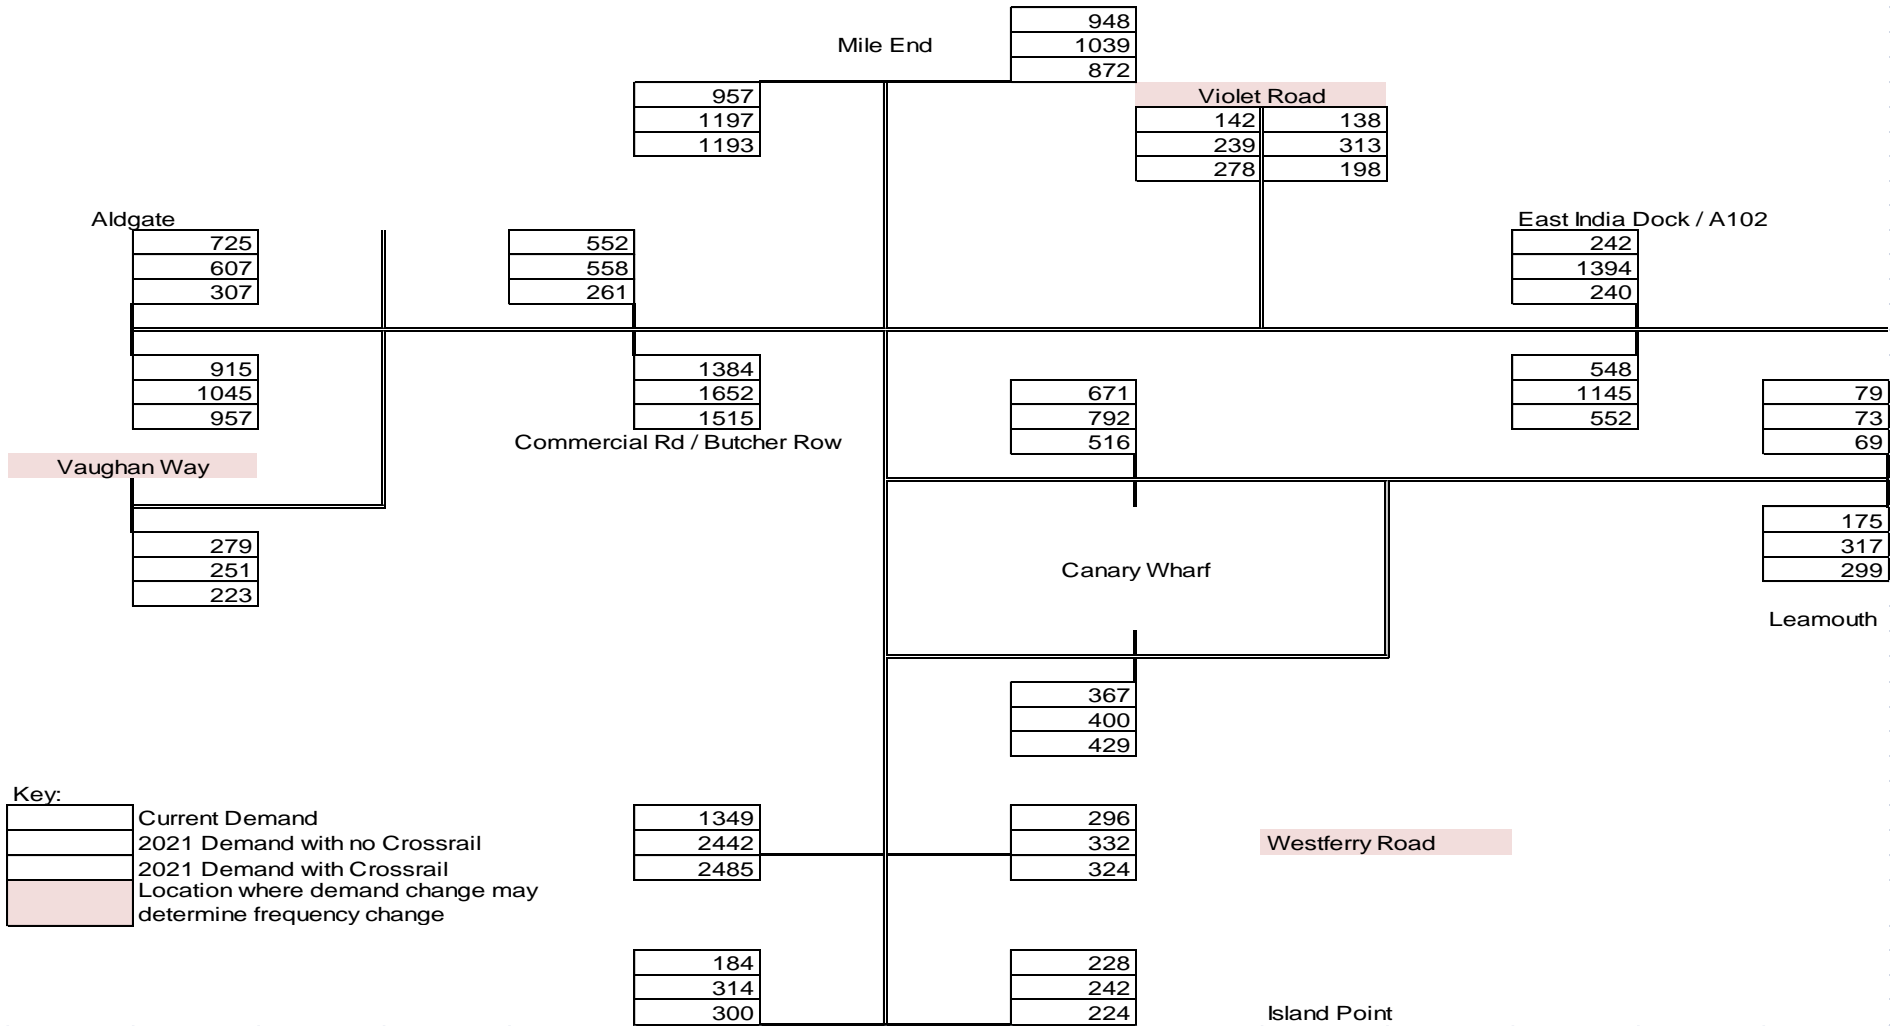 948
Mile End 1039
872
957 Violet Road
1197 142 138
1193 239 313
278 198
Aldgate East India Dock / A102
725 552 242
607 558 1394
307 261 240
915 1384 548
1045 1652 671 1145 79
957 1515 792 552 73
Commercial Rd / Butcher Row 516 69
Vaughan Way
175
279 317
251 Canary Wharf 299
223
Leamouth
367
400
429
Key:
Current Demand 1349 296
2021 Demand with no Crossrail 2442 332 Westferry Road
2021 Demand with Crossrail 2485 324
Location where demand change may
determine frequency change
184 228
314 242
300 224 Island Point